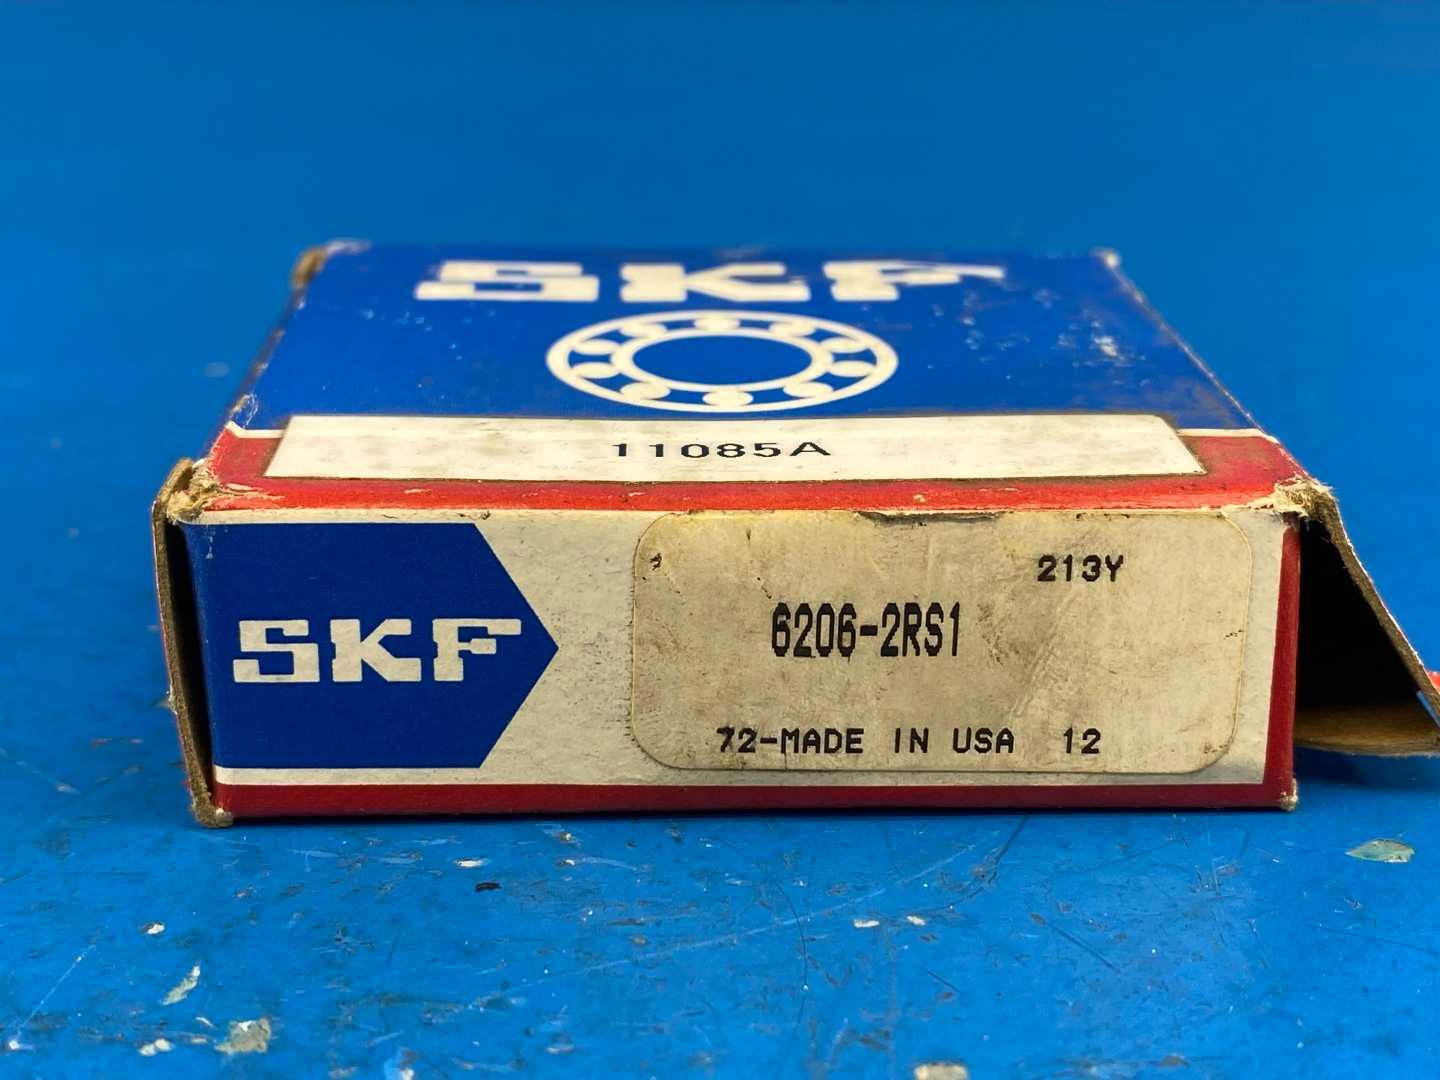 SKF
11085A
SKF
213Y
6206-2RS1
72-MADE IN USA 12